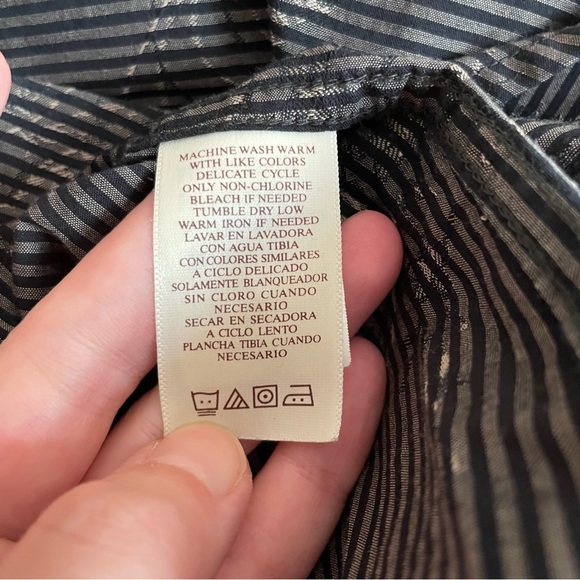 MACHINE WASH WARM
WITH LIKE COLORS
DELICATE CYCLE
ONLY NON-CHLORINE
BLEACH IF NEEDED
TUMBLE DRY LOW
WARM IRON IF NEEDED
LAVAR EN LAVADORA
CON AGUA TIBIA
CON COLORES SIMILARES
A CICLO DELICADO
SOLAMENTE BLANQUEADOR
SIN CLORO CUANDO
NECESARIO
SECAR EN SECADORA
A CICLO LENTO
PLANCHA TIBIA CUANDO
NECESARIO